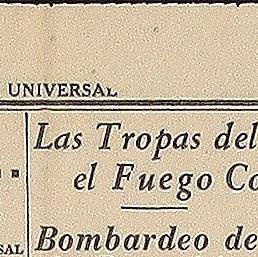 UNIVERSAL
Las Tropas del
el Fuego Co
SAL
Bombardeo de